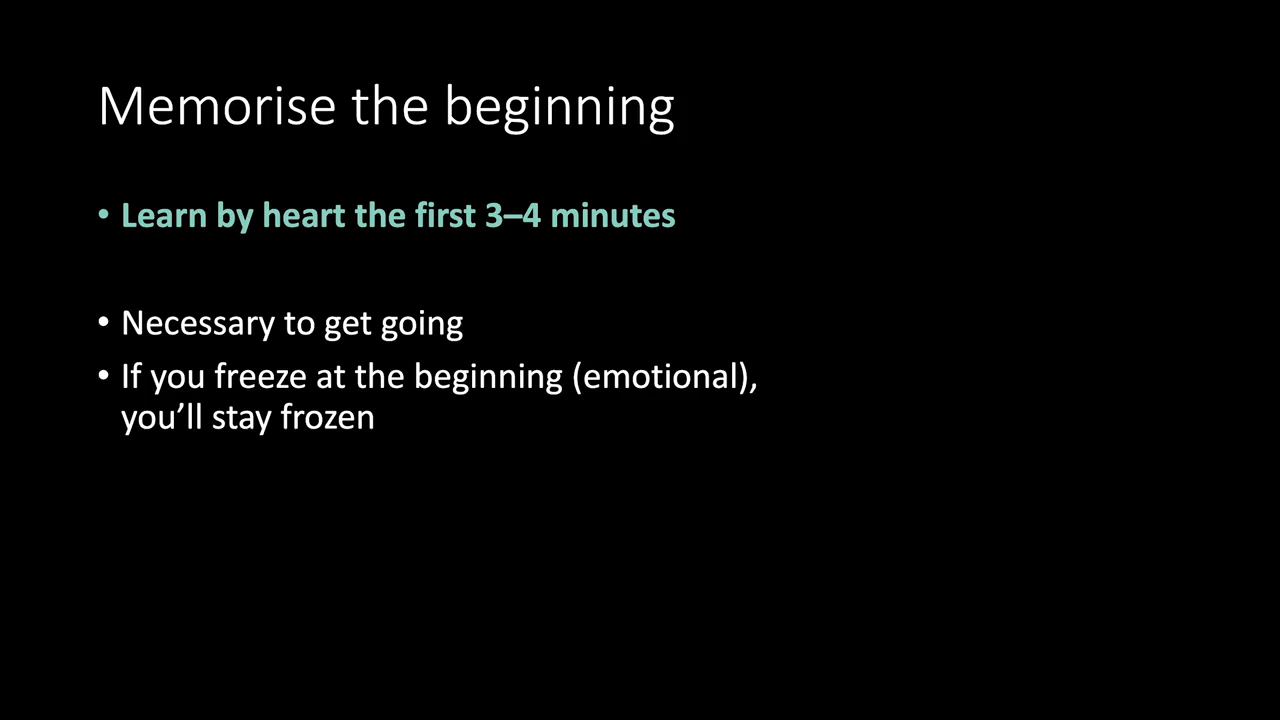 Memorise the beginning
• Learn by heart the first 3–4 minutes
• Necessary to get going
• If you freeze at the beginning (emotional),
you’ll stay frozen